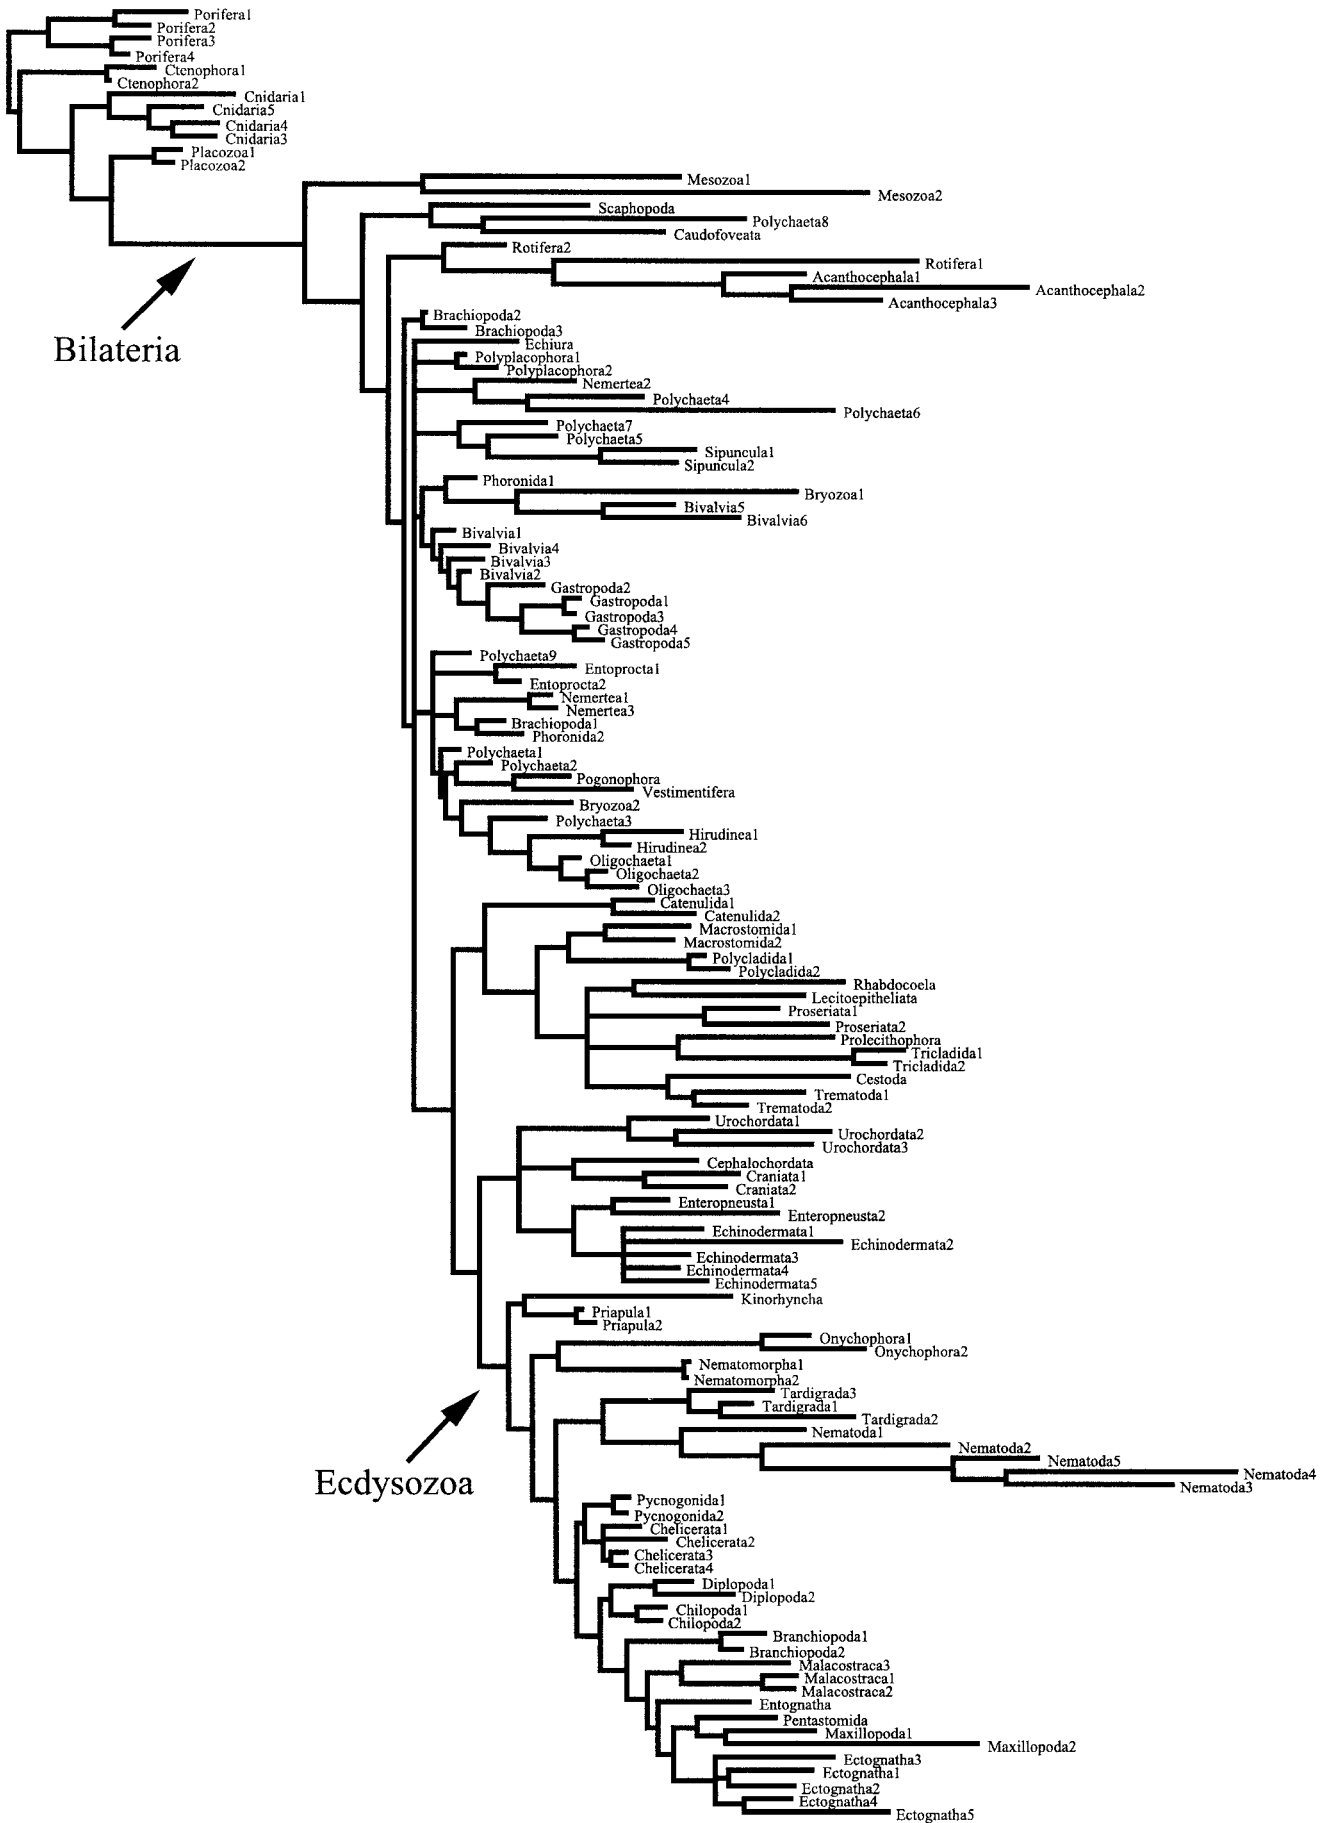 Porifera1
Porifera2
Porifera3
Porifera4
Ctenophora1
Ctenophora2
Cnidaria1
Cnidaria5
Cnidaria4
Cnidaria3
Placozoa1
Placozoa2
Mesozoa1
Mesozoa2
Scaphopoda
Polychaeta8
Caudofoveata
Rotifera2
Rotifera1
Acanthocephala1
Acanthocephala2
Acanthocephala3
Brachiopoda2
Brachiopoda3
Echiura
Bilateria
Polyplacophora1
Polyplacophora2
Nemertea2
Polychaeta4
Polychaeta6
Polychaeta7
Polychaeta5
Sipuncula1
Sipuncula2
Phoronida1
Bryozoa1
Bivalvia5
Bivalvia6
Bivalvia1
Bivalvia4
Bivalvia3
Bivalvia2
Gastropoda2
Gastropoda1
Gastropoda3
Gastropoda4
Gastropoda5
Polychaeta9
Entoprocta1
Entoprocta2
Nemertea1
Nemertea3
Brachiopoda1
Phoronida2
Polychaeta1
Polychaeta2
Pogonophora
Vestimentifera
Bryozoa2
Polychaeta3
Hirudinea1
Hirudinea2
Oligochaeta1
Oligochaeta2
Oligochaeta3
Catenulida1
Catenulida2
Macrostomida1
Macrostomida2
Polycladida1
Polycladida2
Rhabdocoela
Lecitoepitheliata
Proseriata1
Proseriata2
Prolecithophora
Tricladida1
Tricladida2
Cestoda
Trematoda1
Trematoda2
Urochordata1
Urochordata2
Urochordata3
Cephalochordata
Craniata1
Craniata2
Enteropneusta1
Enteropneusta2
Echinodermata1
Echinodermata2
Echinodermata3
Echinodermata4
Echinodermata5
Kinorhyncha
Priapula1
Priapula2
Onychophora1
Onychophora2
Nematomorpha1
Nematomorpha2
Tardigrada3
Tardigrada1
Tardigrada2
Nematoda1
Nematoda2
Nematoda5
Nematoda4
Nematoda3
Ecdysozoa
Pycnogonida1
Pycnogonida2
Chelicerata1
Chelicerata2
Chelicerata3
Chelicerata4
Diplopoda1
Diplopoda2
Chilopoda1
Chilopoda2
Branchiopoda1
Branchiopoda2
Malacostraca3
Malacostraca1
Malacostraca2
Entognatha
Pentastomida
Maxillopoda1
Maxillopoda2
Ectognatha3
Ectognatha1
Ectognatha2
Ectognatha4
Ectognatha5